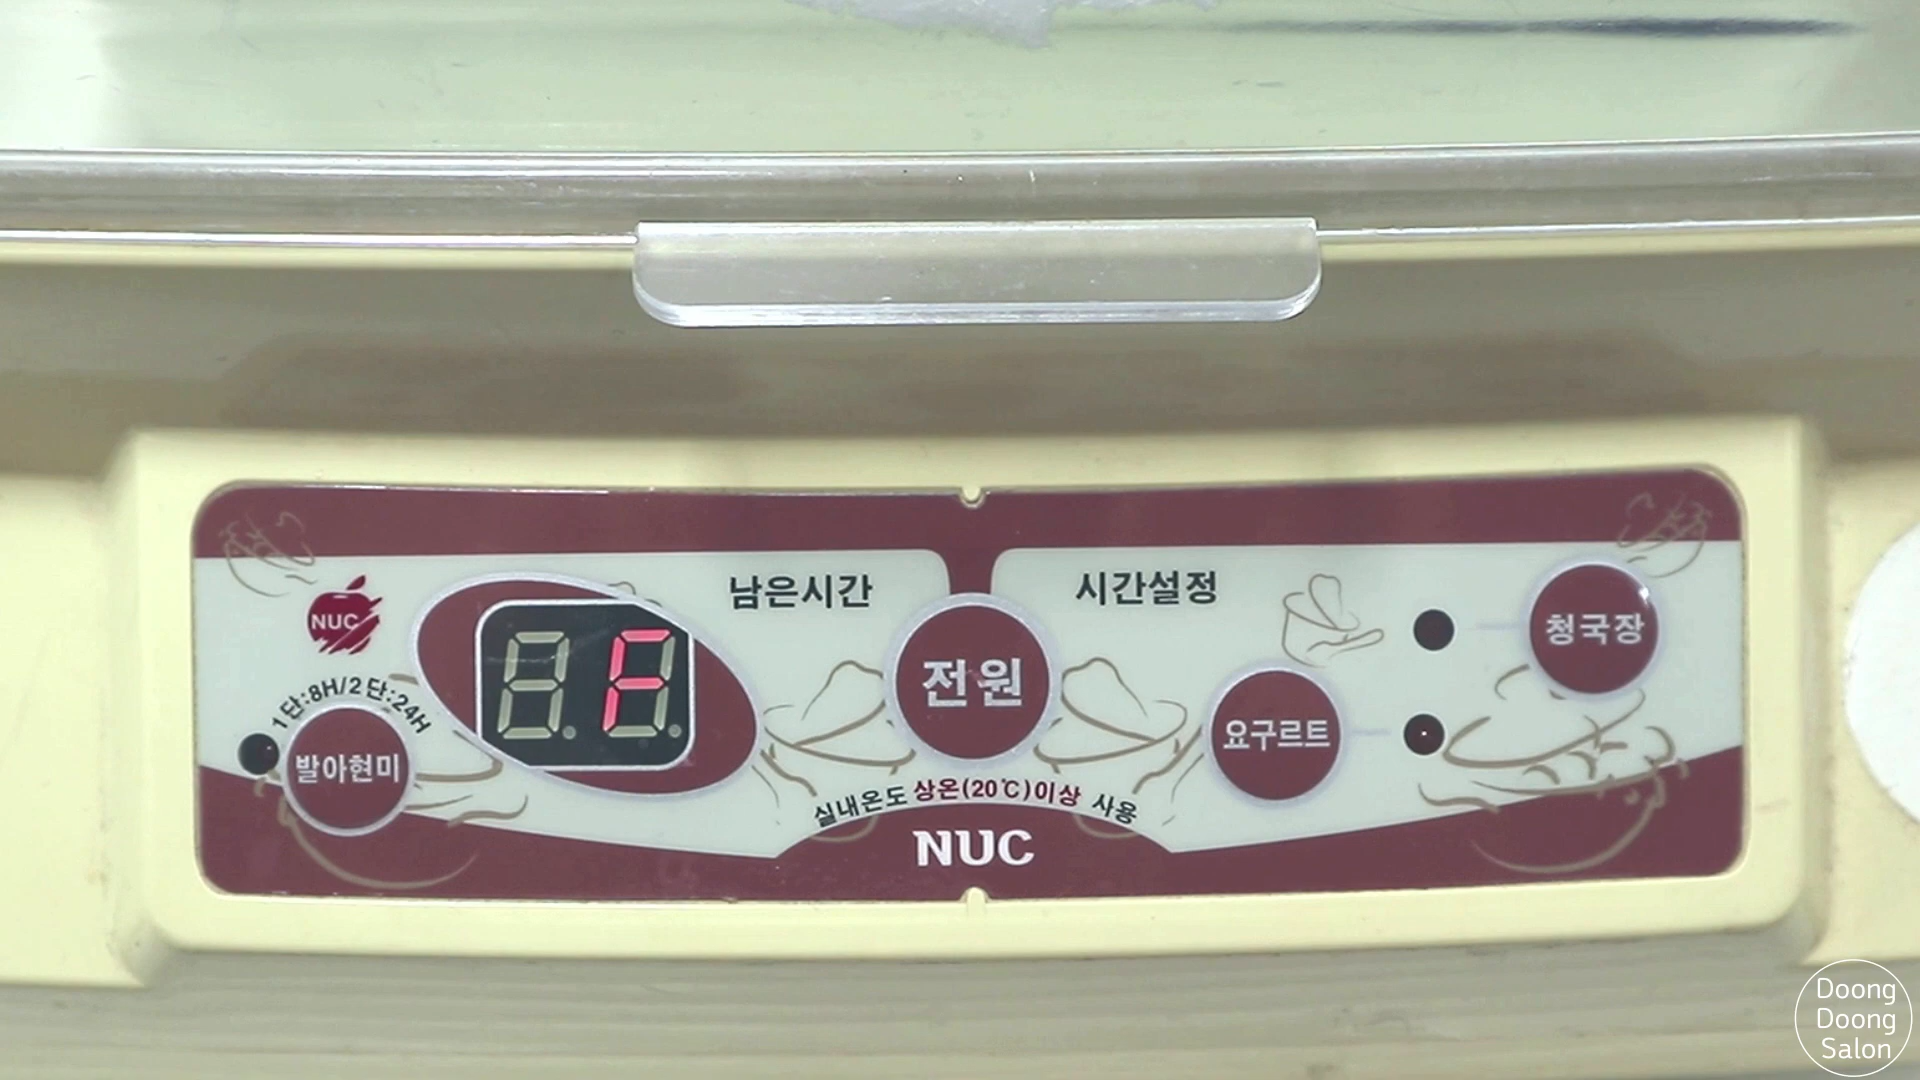 남은시간
시간설정
NUC
1단:8H/2단:24H
발아현미
F
전원
청국장
요구르트
실내온도 상온(20℃)이상 사용
NUC
Doong
Doong
Salon